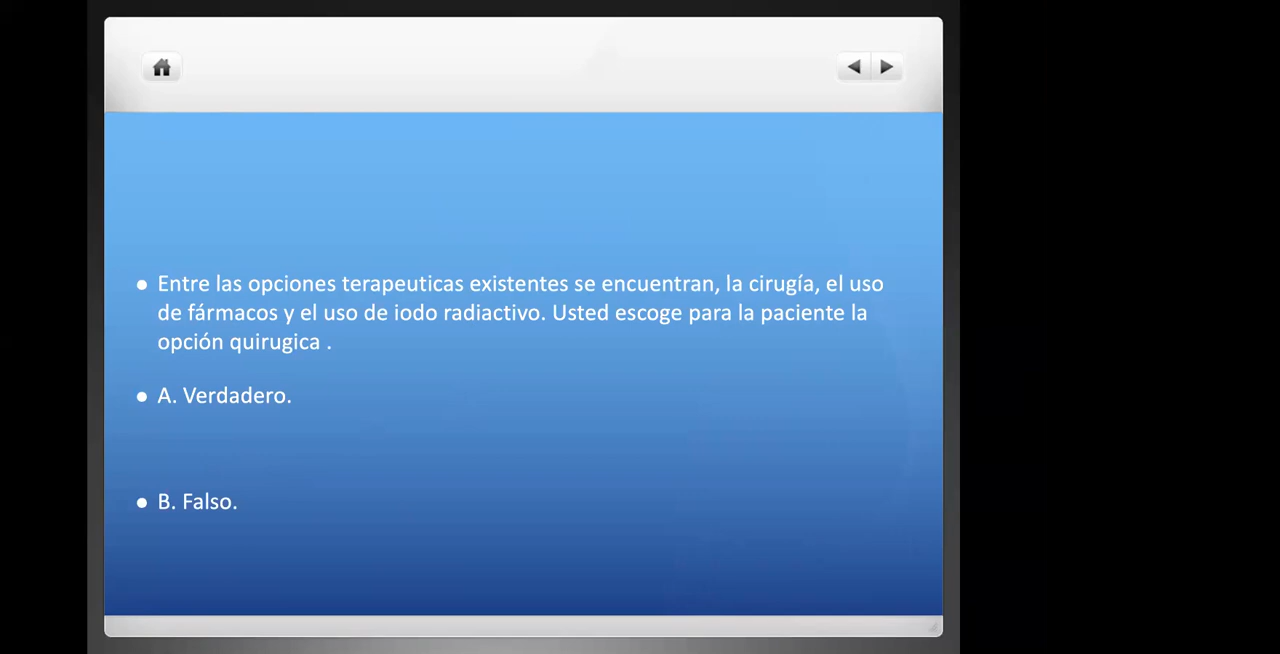 ● Entre las opciones terapeuticas existentes se encuentran, la cirugía, el uso
de fármacos y el uso de iodo radiactivo. Usted escoge para la paciente la
opción quirugica .
● A. Verdadero.
● B. Falso.